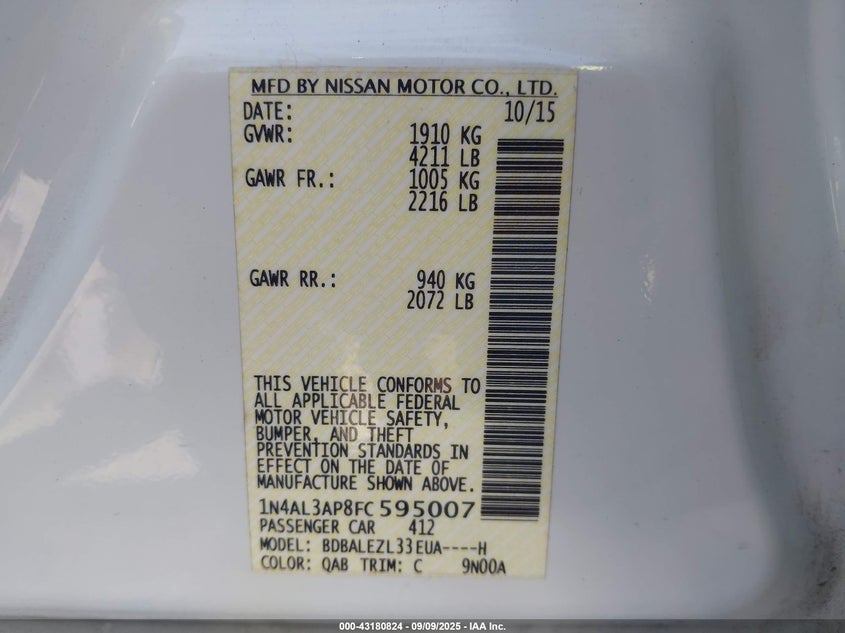 MFD BY NISSAN MOTOR CO., LTD.
DATE: 10/15
GVWR: 1910 KG
4211 LB
GAWR FR.: 1005 KG
2216 LB
GAWR RR.: 940 KG
2072 LB
THIS VEHICLE CONFORMS TO
ALL APPLICABLE FEDERAL
MOTOR VEHICLE SAFETY,
BUMPER, AND THEFT
PREVENTION STANDARDS IN
EFFECT ON THE DATE OF
MANUFACTURE SHOWN ABOVE.
1N4AL3AP8FC595007
PASSENGER CAR 412
MODEL: BDBALEZL33EUA----H
COLOR: QAB TRIM: C 9N00A
000-43180824 - 09/09/2025 - IAA Inc.